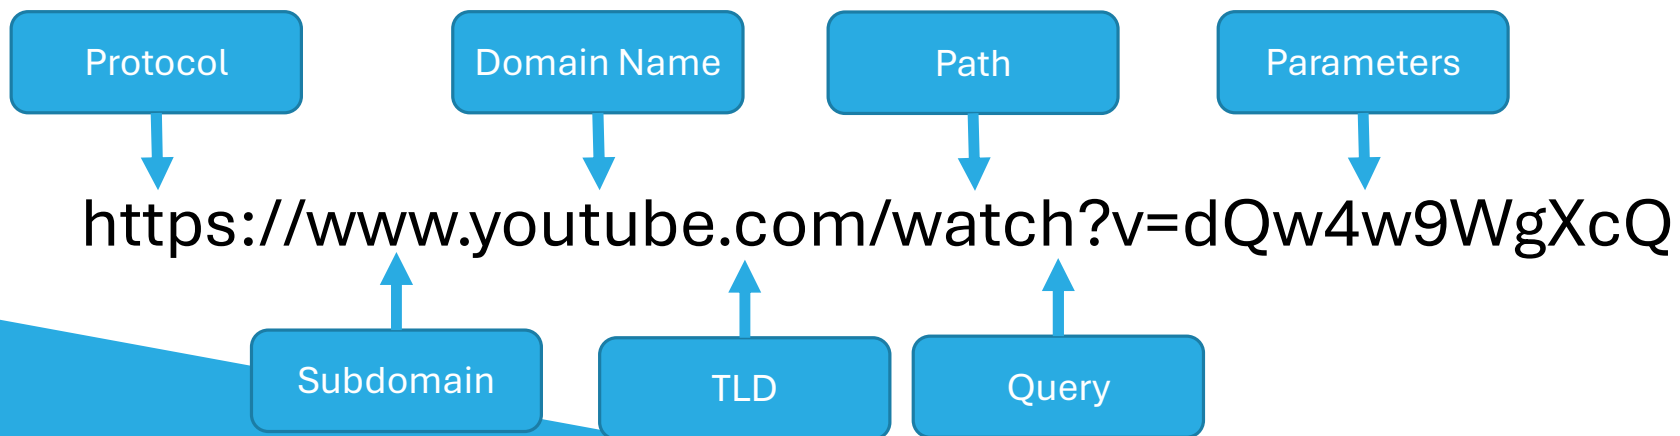 Protocol
Domain Name
Path
Parameters
https://www.youtube.com/watch?v=dQw4w9WgXcQ
Subdomain
TLD
Query